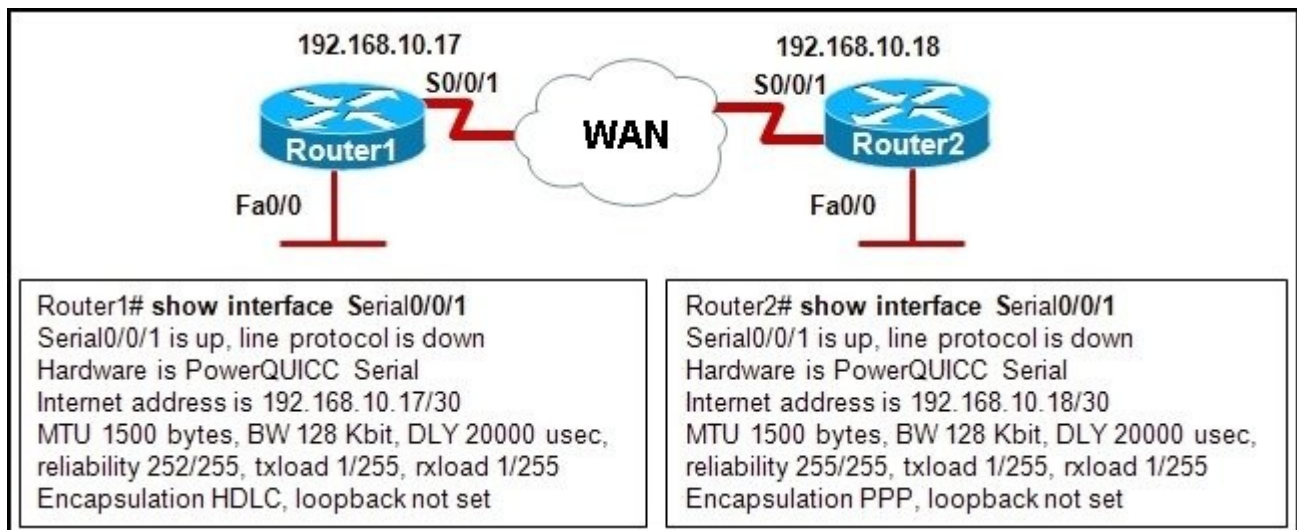 192.168.10.17
192.168.10.18
S0/0/1
S0/0/1
WAN
Router1
Router2
Fa0/0
Fa0/0
Router1# show interface Serial0/0/1
Serial0/0/1 is up, line protocol is down
Hardware is PowerQUICC Serial
Internet address is 192.168.10.17/30
MTU 1500 bytes, BW 128 Kbit, DLY 20000 usec,
reliability 252/255, txload 1/255, rxload 1/255
Encapsulation HDLC, loopback not set
Router2# show interface Serial0/0/1
Serial0/0/1 is up, line protocol is down
Hardware is PowerQUICC Serial
Internet address is 192.168.10.18/30
MTU 1500 bytes, BW 128 Kbit, DLY 20000 usec,
reliability 255/255, txload 1/255, rxload 1/255
Encapsulation PPP, loopback not set